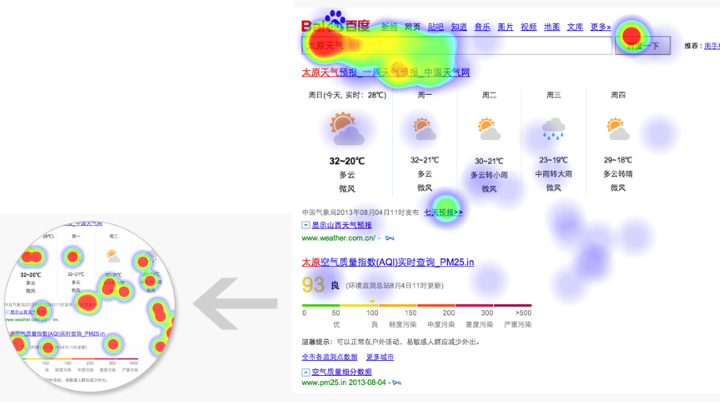 Bai百度 新闻 网页 贴吧 知道 音乐 图片 视频 地图 文库 更多»
太原天气 百度一下 推荐：
太原天气预报_一周天气预报_中国天气网
周日(今天, 实时：28℃) 周一 周二 周三 周四
32~20℃ 32~21℃ 30~21℃ 23~19℃ 29~18℃
多云 多云 多云转小雨 中雨转大雨 多云转晴
微风 微风 微风 微风 微风
中国气象局2013年08月04日11时发布 七天预报>>
显示山西天气预报
www.weather.com.cn/ -
太原空气质量指数(AQI)实时查询_PM25.in
93 良 (环境监测总站8月4日11时更新)
0 50 100 150 200 300 >500
优 良 轻度污染 中度污染 重度污染 严重污染
温馨提示：可以正常在户外活动，易敏感人群应减少外出。
全市各监测点数据 更多城市
空气质量细分数据
www.pm25.in 2013-08-04 -
周一 周二
32~20℃ 32~21℃
多云 多云
微风 微风
空气质量指数(AQI)实时查询_PM25.in